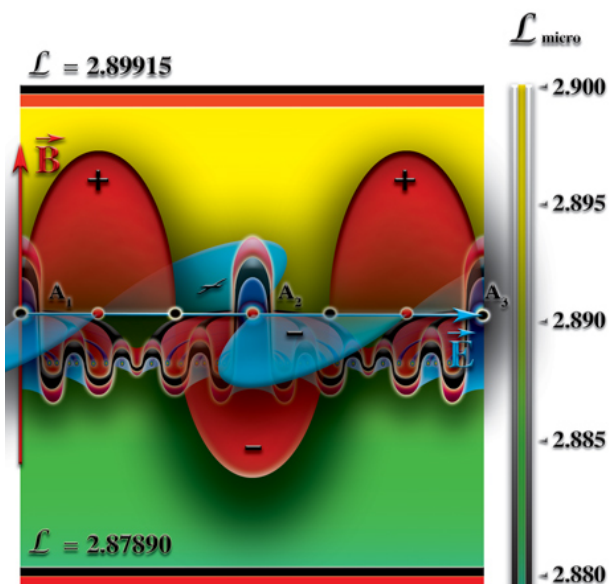 ℒ micro
ℒ = 2.89915
2.900
B
+ +
2.895
A1 A2 A3
2.890
−
E
−
2.885
ℒ = 2.87890
2.880